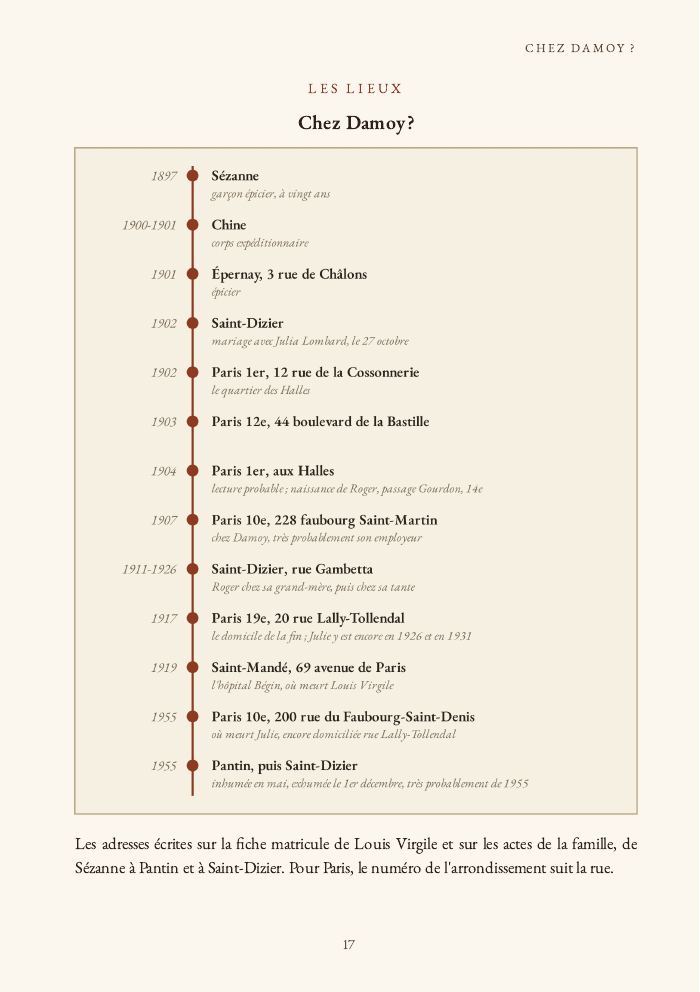 CHEZ DAMOY ?
LES LIEUX
Chez Damoy ?
1897 Sézanne
garçon épicier, à vingt ans
1900-1901 Chine
corps expéditionnaire
1901 Épernay, 3 rue de Châlons
épicier
1902 Saint-Dizier
mariage avec Julia Lombard, le 27 octobre
1902 Paris 1er, 12 rue de la Cossonnerie
le quartier des Halles
1903 Paris 12e, 44 boulevard de la Bastille
1904 Paris 1er, aux Halles
lecture probable ; naissance de Roger, passage Gourdon, 14e
1907 Paris 10e, 228 faubourg Saint-Martin
chez Damoy, très probablement son employeur
1911-1926 Saint-Dizier, rue Gambetta
Roger chez sa grand-mère, puis chez sa tante
1917 Paris 19e, 20 rue Lally-Tollendal
le domicile de la fin ; Julie y est encore en 1926 et en 1931
1919 Saint-Mandé, 69 avenue de Paris
l'hôpital Bégin, où meurt Louis Virgile
1955 Paris 10e, 200 rue du Faubourg-Saint-Denis
où meurt Julie, encore domiciliée rue Lally-Tollendal
1955 Pantin, puis Saint-Dizier
inhumée en mai, exhumée le 1er décembre, très probablement de 1955
Les adresses écrites sur la fiche matricule de Louis Virgile et sur les actes de la famille, de
Sézanne à Pantin et à Saint-Dizier. Pour Paris, le numéro de l'arrondissement suit la rue.
17